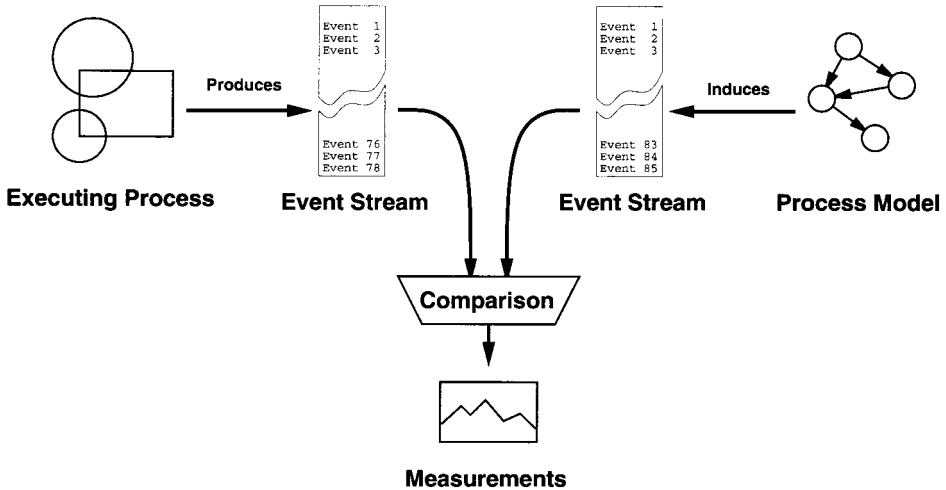 Event 1
Event 2
Event 3
Event 76
Event 77
Event 78
Produces
Executing Process
Event Stream
Event 1
Event 2
Event 3
Event 83
Event 84
Event 85
Induces
Event Stream
Process Model
Comparison
Measurements